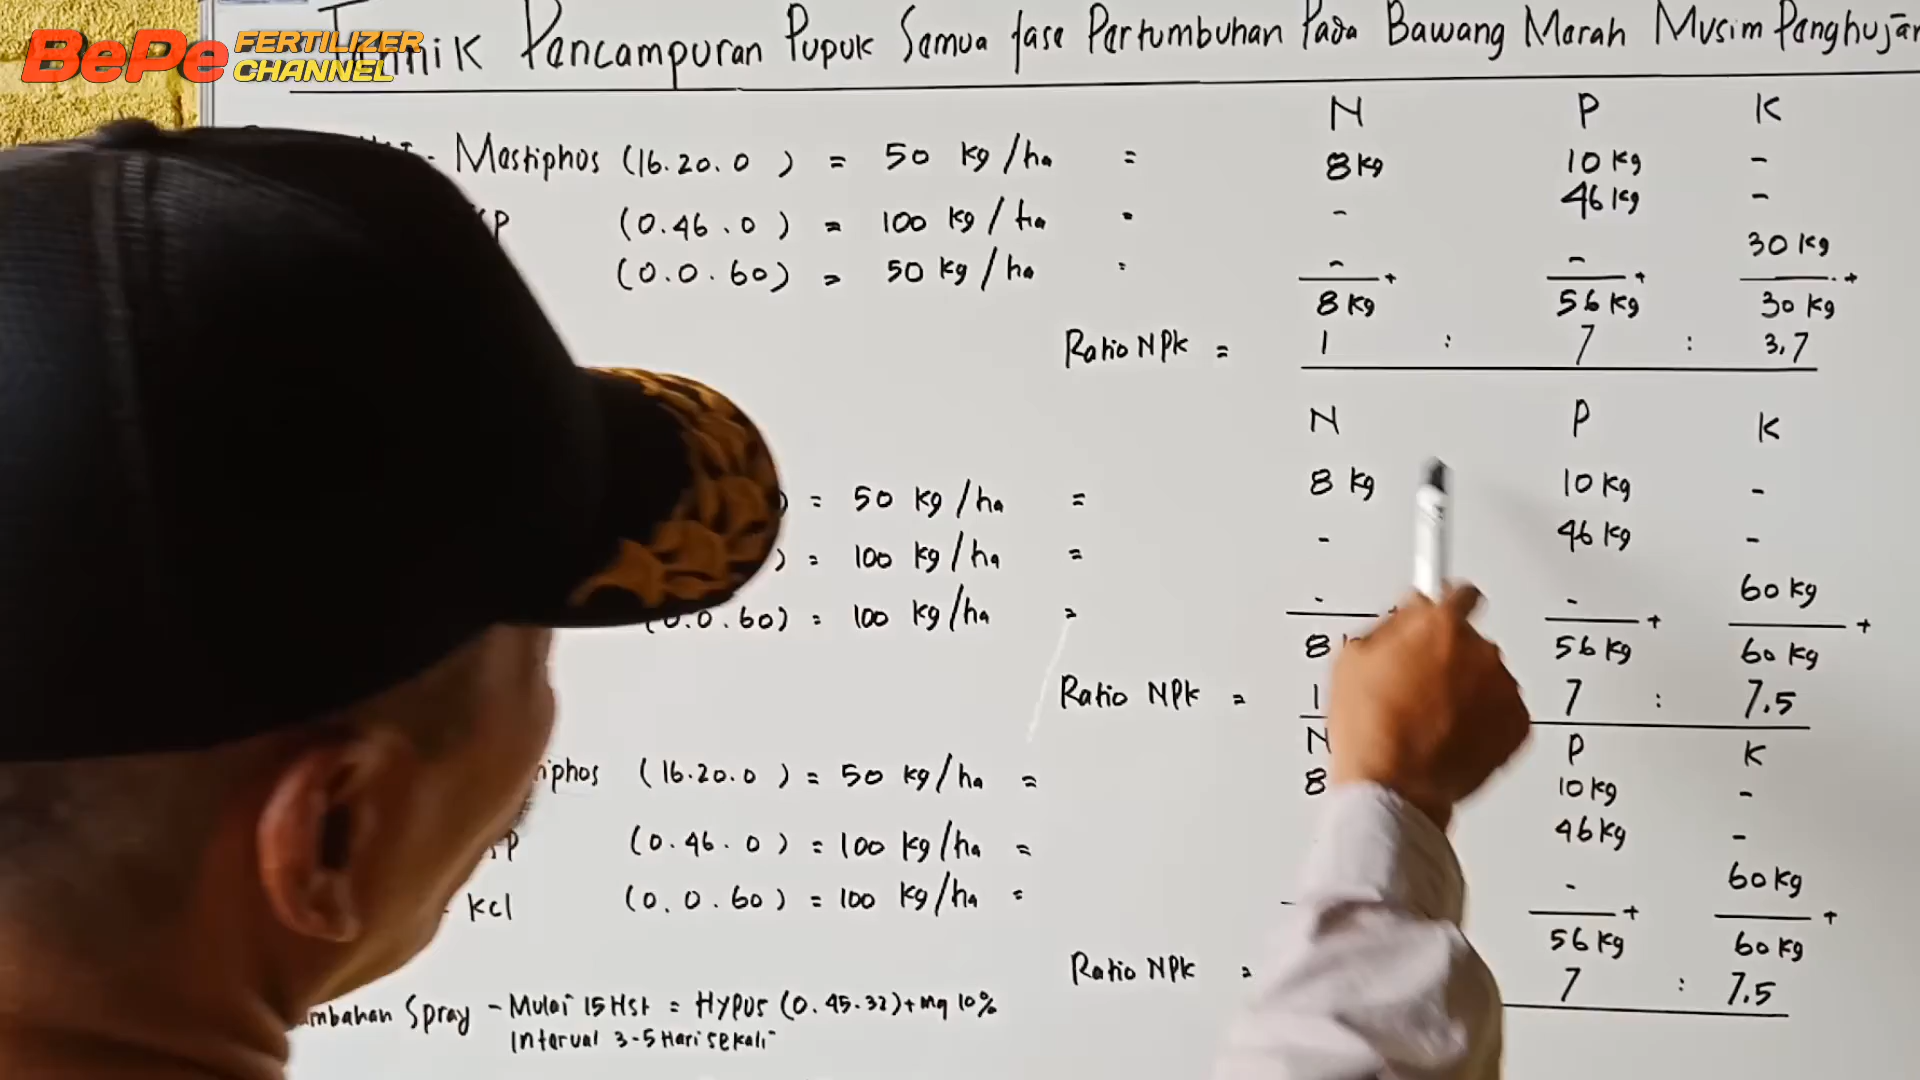 BePe FERTILIZER CHANNEL
Pencampuran Pupuk Semua fase Pertumbuhan Pada Bawang Merah Musim Penghujan
N P K
- Mestiphos (16.20.0) = 50 kg/ha = 8 kg 10 kg -
(0.46.0) = 100 kg/ha = - 46 kg -
(0.0.60) = 50 kg/ha = - - 30 kg
8 kg + 56 kg + 30 kg +
Ratio NPK = 1 : 7 : 3,7
N P K
) = 50 kg/ha = 8 kg 10 kg -
) = 100 kg/ha = - 46 kg -
(0.0.60) = 100 kg/ha = - - 60 kg
8 56 kg + 60 kg +
Ratio NPK = 1 7 : 7.5
N P K
iphos (16.20.0) = 50 kg/ha = 8 10 kg -
P (0.46.0) = 100 kg/ha = 46 kg -
- Kcl (0.0.60) = 100 kg/ha = - 60 kg
56 kg + 60 kg +
Ratio NPK = 7 : 7.5
mbahan Spray - Mulai 15 Hst = Hypus (0.45.32) + mg 10%
Interval 3-5 Hari sekali